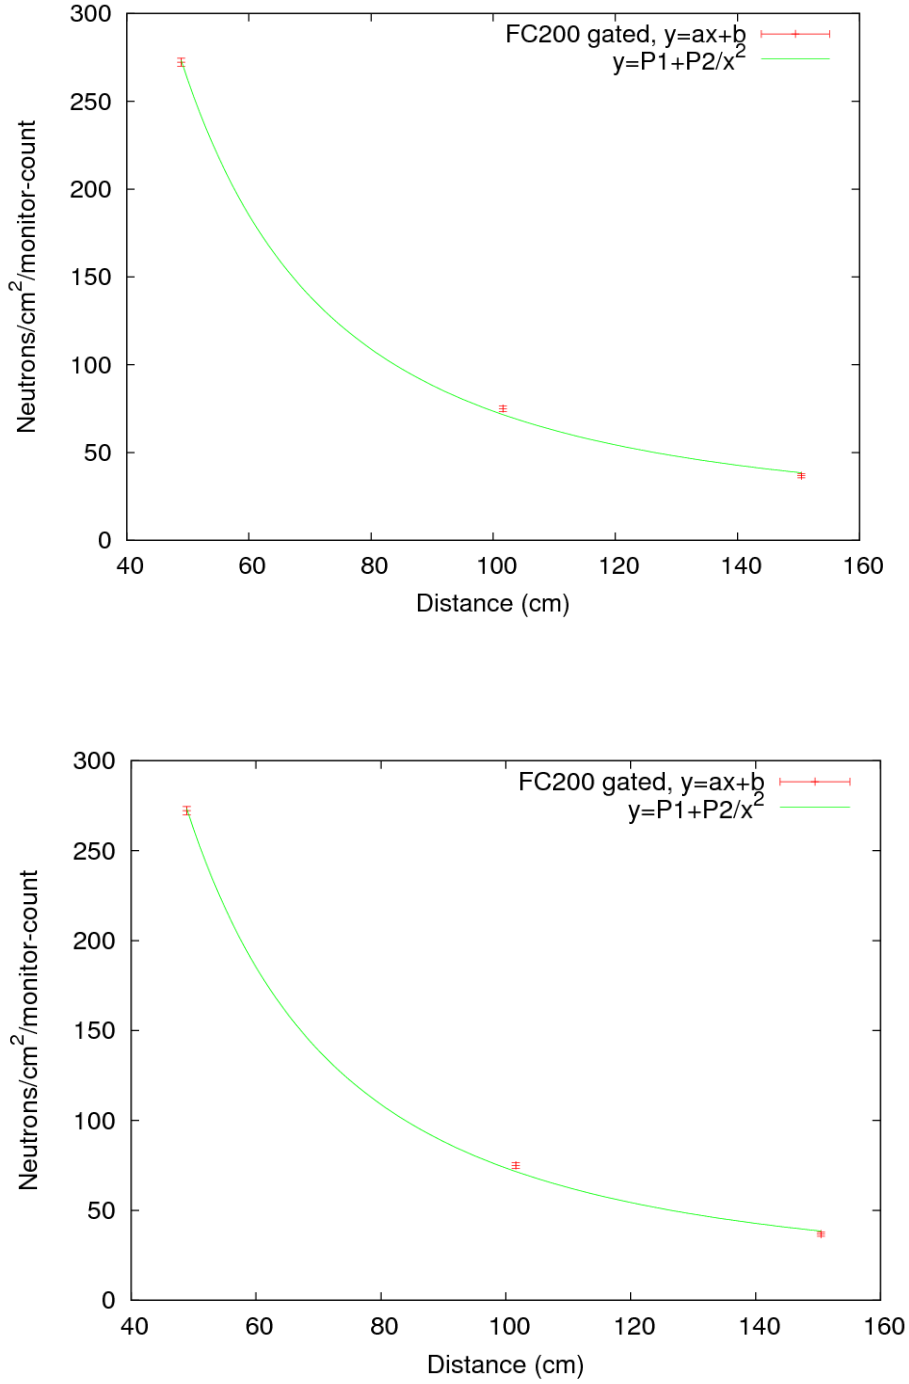 300
250
200
150
100
50
0
40 60 80 100 120 140 160
Neutrons/cm²/monitor-count
Distance (cm)
FC200 gated, y=ax+b
y=P1+P2/x²
300
250
200
150
100
50
0
40 60 80 100 120 140 160
Neutrons/cm²/monitor-count
Distance (cm)
FC200 gated, y=ax+b
y=P1+P2/x²